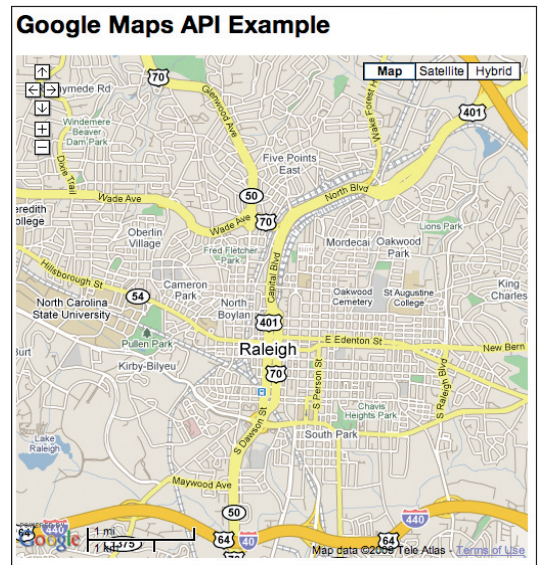 Google Maps API Example
Map Satellite Hybrid
70
Wake Forest
401
Glenwood Ave
Windemere
Beaver
Dam Park
Dixie Trail
Five Points
East
North Blvd
50
Wade Ave
Wade Ave
70
Oberlin
Village
Fred Fletcher
Park
Lions Park
Mordecai
Oakwood
Park
Capital Blvd
Hillsborough St
Cameron
Park
54
North Carolina
State University
North
Boylan
Oakwood
Cemetery
St Augustine
College
King
Charles
401
Pullen Park
Raleigh
E Edenton St
New Bern
Kirby-Bilyeu
70
S Person St
S Raleigh Blvd
Chavis
Heights Park
S Dawson St
South Park
Lake
Raleigh
Maywood Ave
50
440
440
64
64
40
64
70
Google
1 mi
Map data ©2009 Tele Atlas - Terms of Use